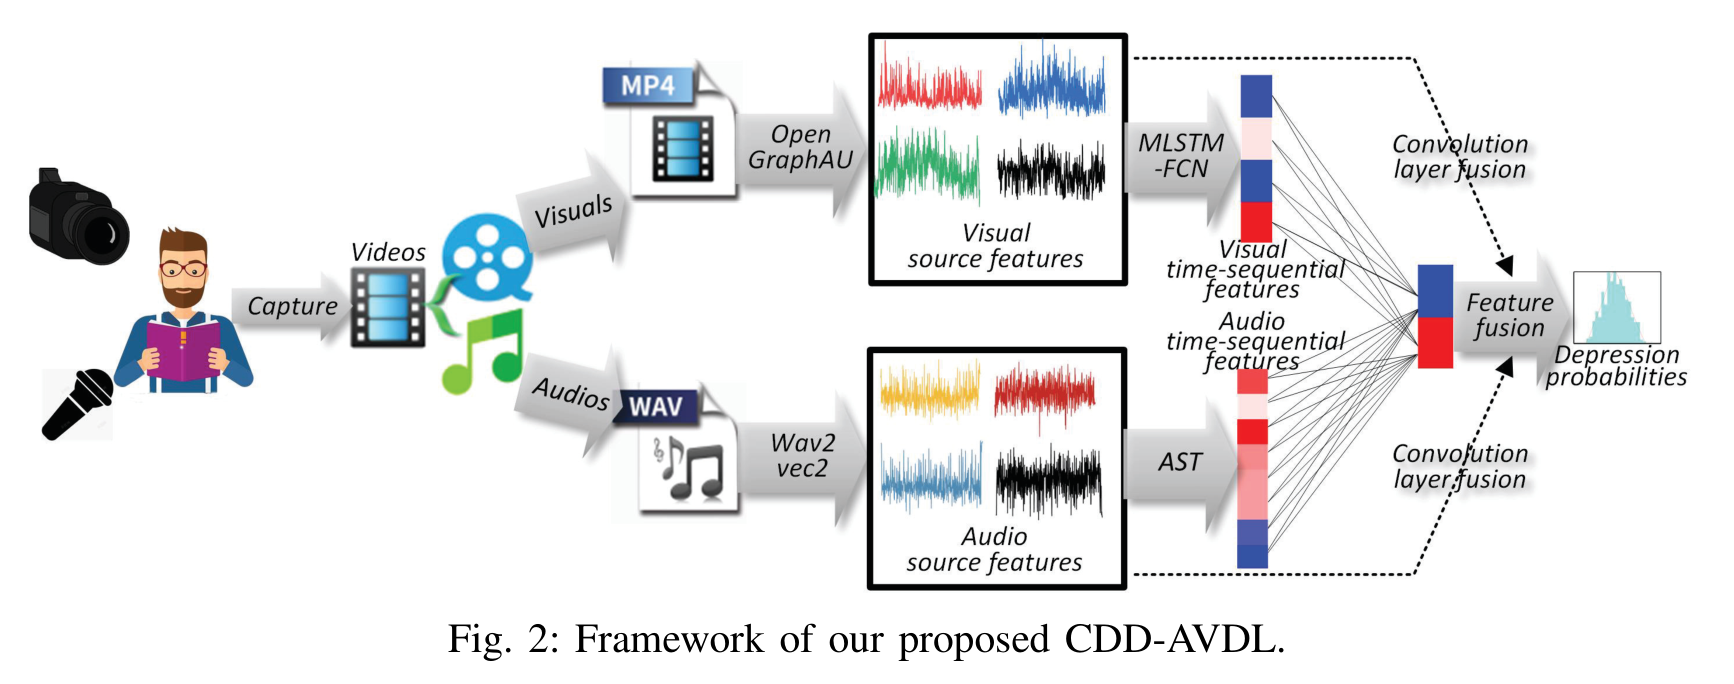 Capture
Videos
Visuals
Audios
MP4
WAV
Open
GraphAU
Wav2
vec2
Visual
source features
Audio
source features
MLSTM
-FCN
AST
Visual
time-sequential
features
Audio
time-sequential
features
Convolution
layer fusion
Convolution
layer fusion
Feature
fusion
Depression
probabilities
Fig. 2: Framework of our proposed CDD-AVDL.